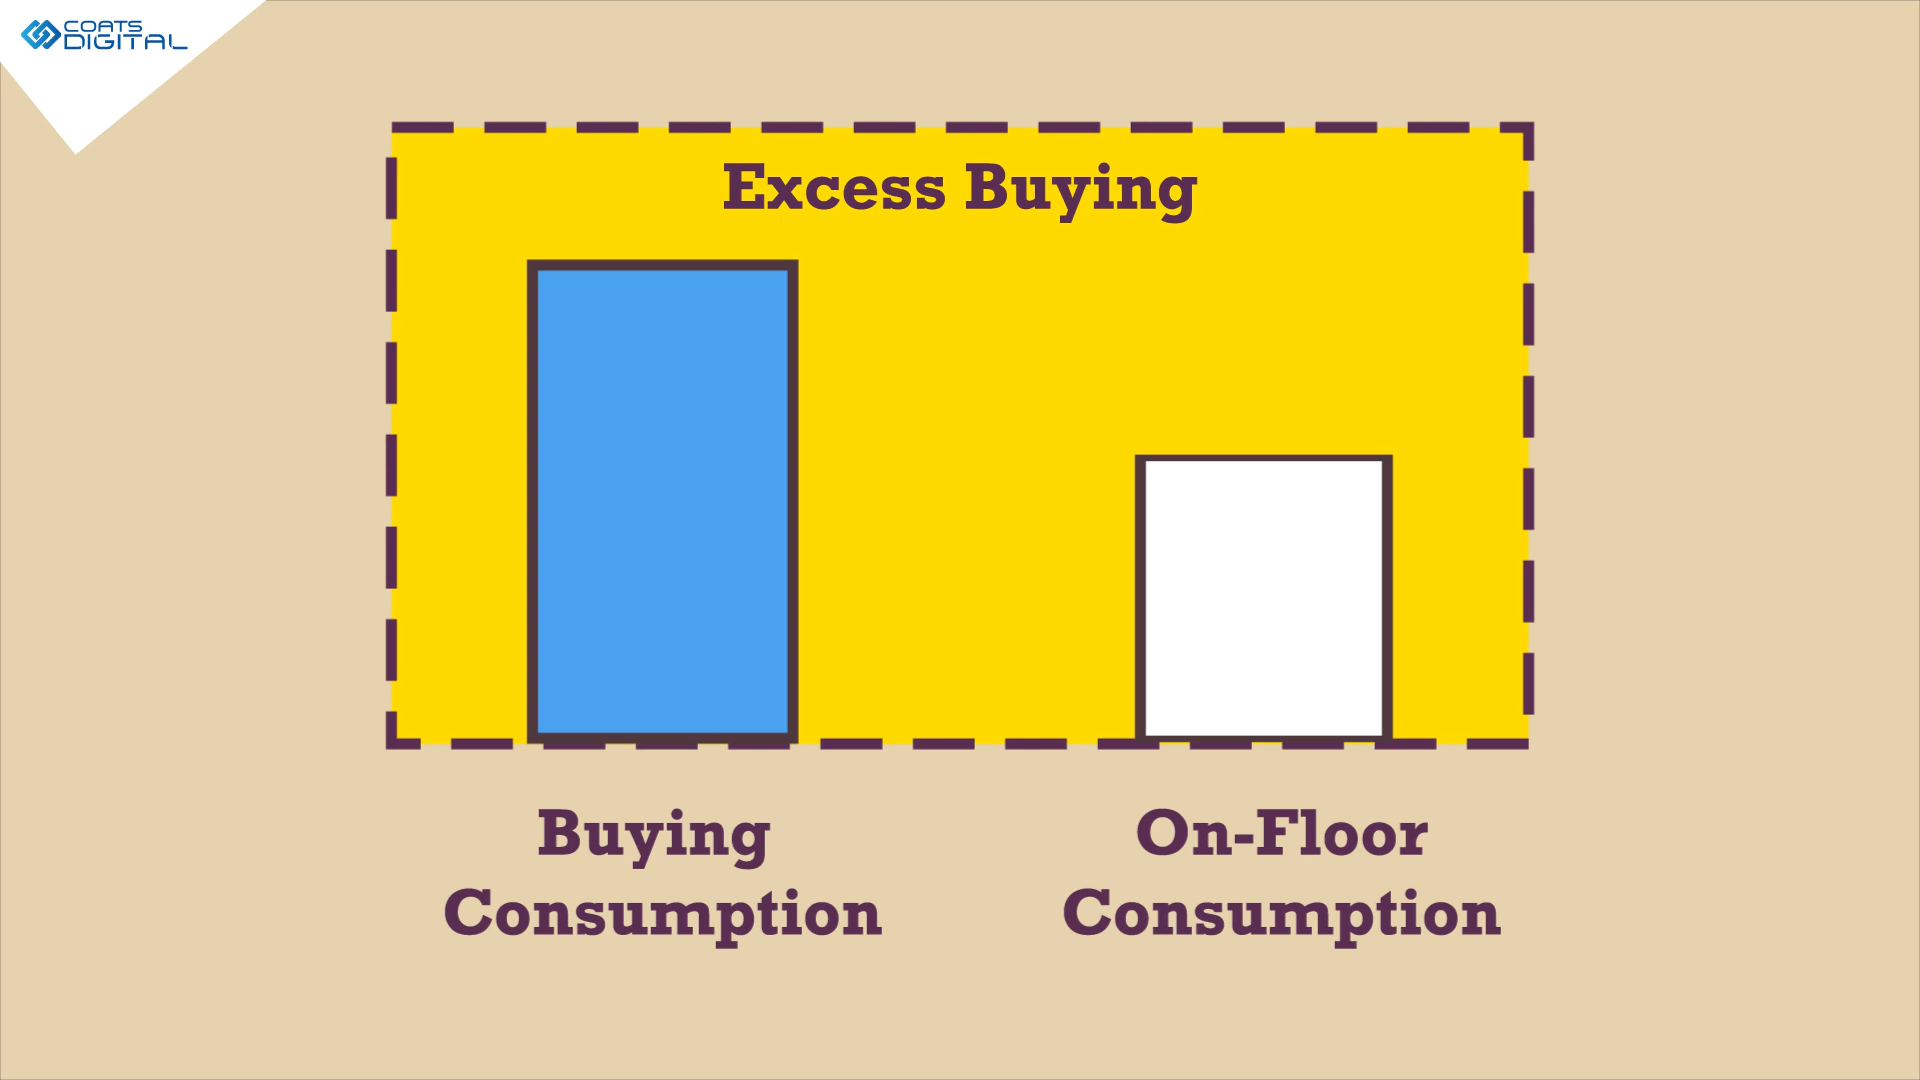 COATS
DIGITAL
Excess Buying
Buying
Consumption
On-Floor
Consumption